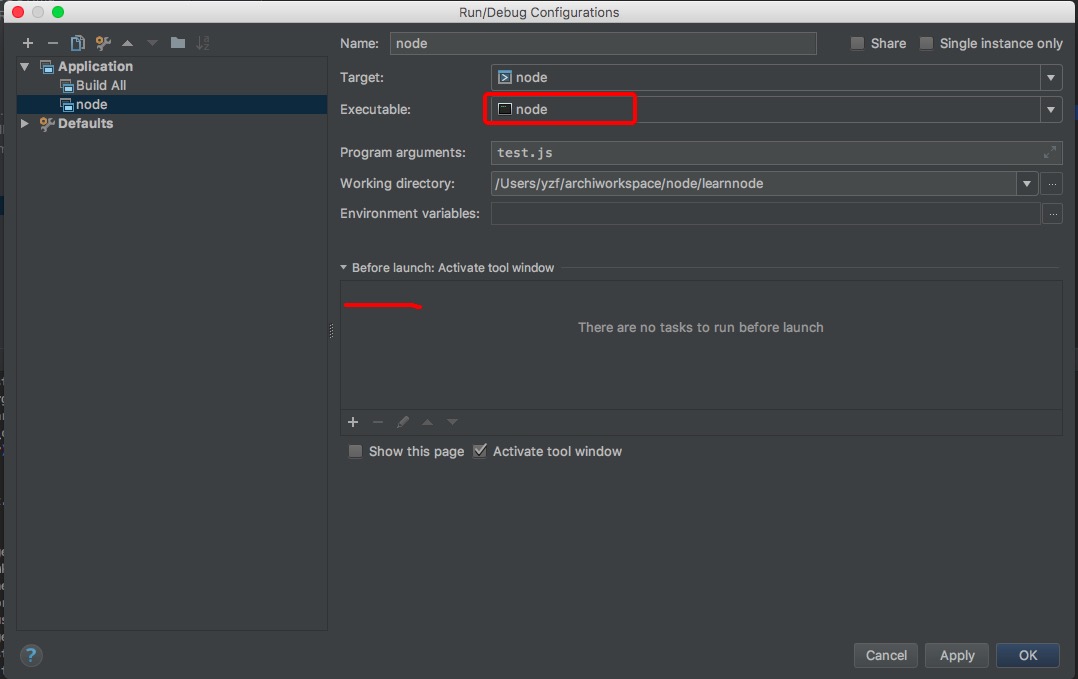 Run/Debug Configurations
Name: node Share Single instance only
Application
Build All
node
Defaults
Target: node
Executable: node
Program arguments: test.js
Working directory: /Users/yzf/archiworkspace/node/learnnode ...
Environment variables: ...
Before launch: Activate tool window
There are no tasks to run before launch
Show this page Activate tool window
? Cancel Apply OK